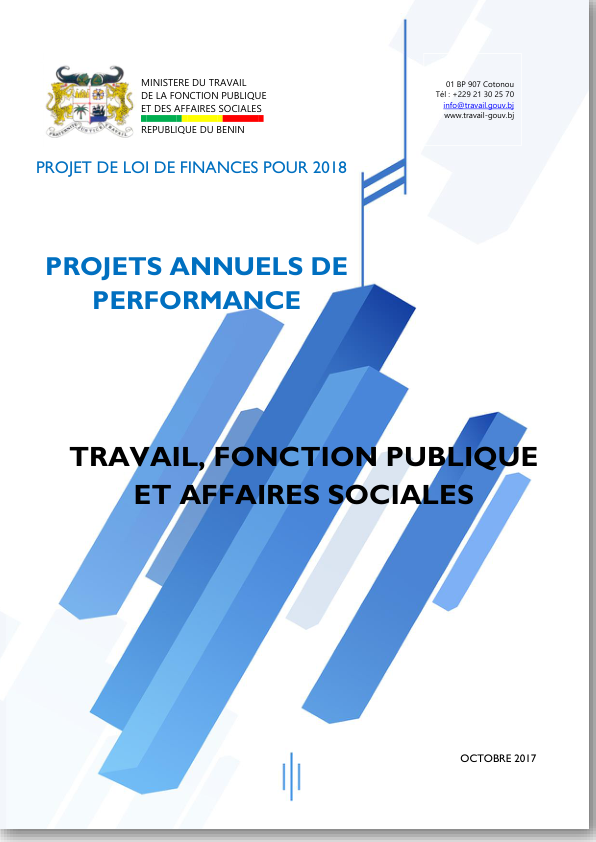 MINISTERE DU TRAVAIL
DE LA FONCTION PUBLIQUE
ET DES AFFAIRES SOCIALES
REPUBLIQUE DU BENIN
01 BP 907 Cotonou
Tél : +229 21 30 25 70
info@travail.gouv.bj
www.travail-gouv.bj
PROJET DE LOI DE FINANCES POUR 2018
PROJETS ANNUELS DE
PERFORMANCE
TRAVAIL, FONCTION PUBLIQUE
ET AFFAIRES SOCIALES
OCTOBRE 2017